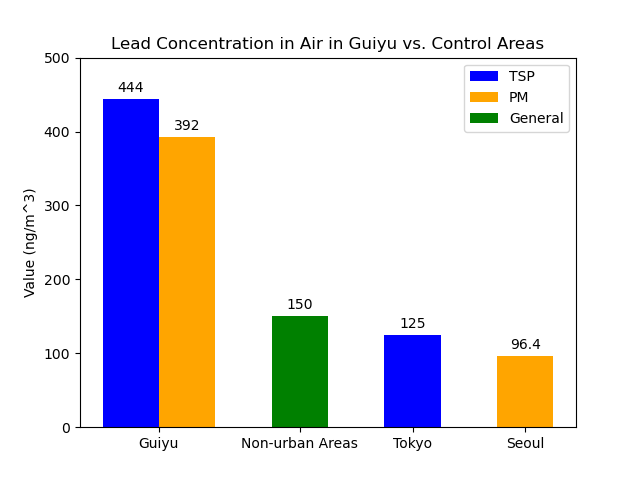 Lead Concentration in Air in Guiyu vs. Control Areas
Value (ng/m^3)
500
400
300
200
100
0
444
392
150
125
96.4
TSP
PM
General
Guiyu
Non-urban Areas
Tokyo
Seoul